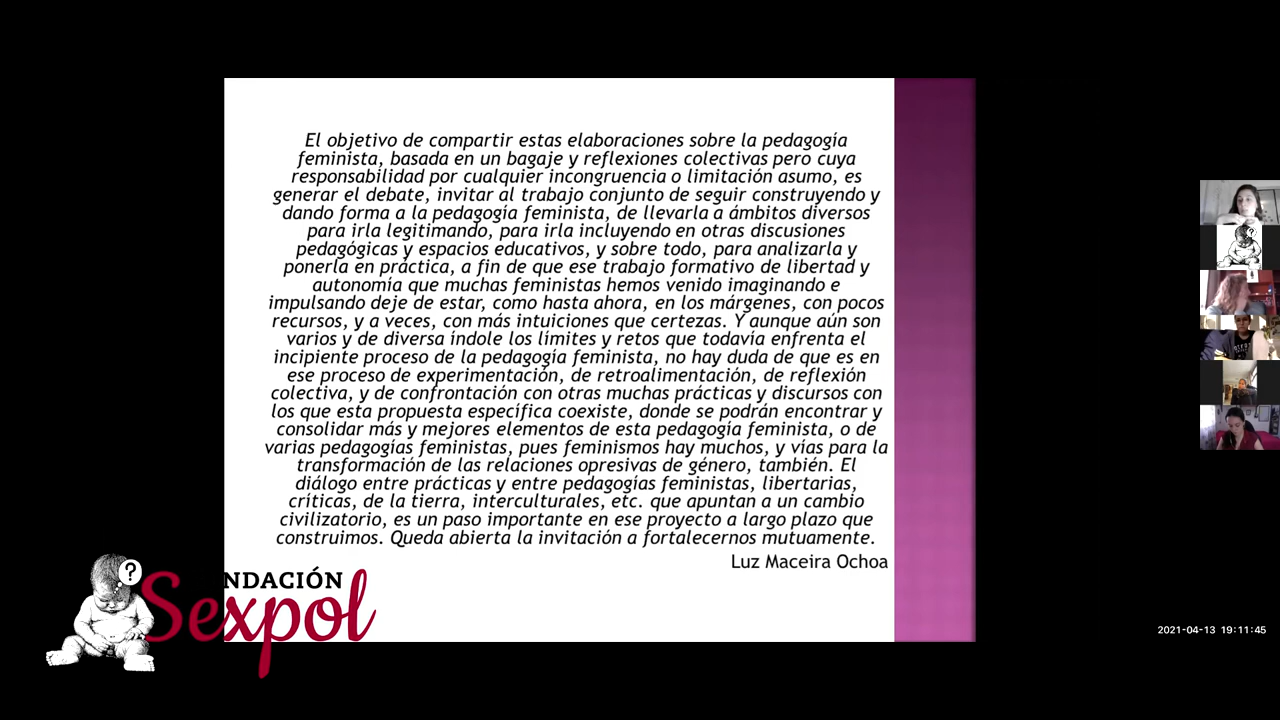 El objetivo de compartir estas elaboraciones sobre la pedagogía
feminista, basada en un bagaje y reflexiones colectivas pero cuya
responsabilidad por cualquier incongruencia o limitación asumo, es
generar el debate, invitar al trabajo conjunto de seguir construyendo y
dando forma a la pedagogía feminista, de llevarla a ámbitos diversos
para irla legitimando, para irla incluyendo en otras discusiones
pedagógicas y espacios educativos, y sobre todo, para analizarla y
ponerla en práctica, a fin de que ese trabajo formativo de libertad y
autonomía que muchas feministas hemos venido imaginando e
impulsando deje de estar, como hasta ahora, en los márgenes, con pocos
recursos, y a veces, con más intuiciones que certezas. Y aunque aún son
varios y de diversa índole los límites y retos que todavía enfrenta el
incipiente proceso de la pedagogía feminista, no hay duda de que es en
ese proceso de experimentación, de retroalimentación, de reflexión
colectiva, y de confrontación con otras muchas prácticas y discursos con
los que esta propuesta específica coexiste, donde se podrán encontrar y
consolidar más y mejores elementos de esta pedagogía feminista, o de
varias pedagogías feministas, pues feminismos hay muchos, y vías para la
transformación de las relaciones opresivas de género, también. El
diálogo entre prácticas y entre pedagogías feministas, libertarias,
críticas, de la tierra, interculturales, etc. que apuntan a un cambio
civilizatorio, es un paso importante en ese proyecto a largo plazo que
construimos. Queda abierta la invitación a fortalecernos mutuamente.
Luz Maceira Ochoa
?
NDACIÓN
Sexpol
2021-04-13 19:11:45